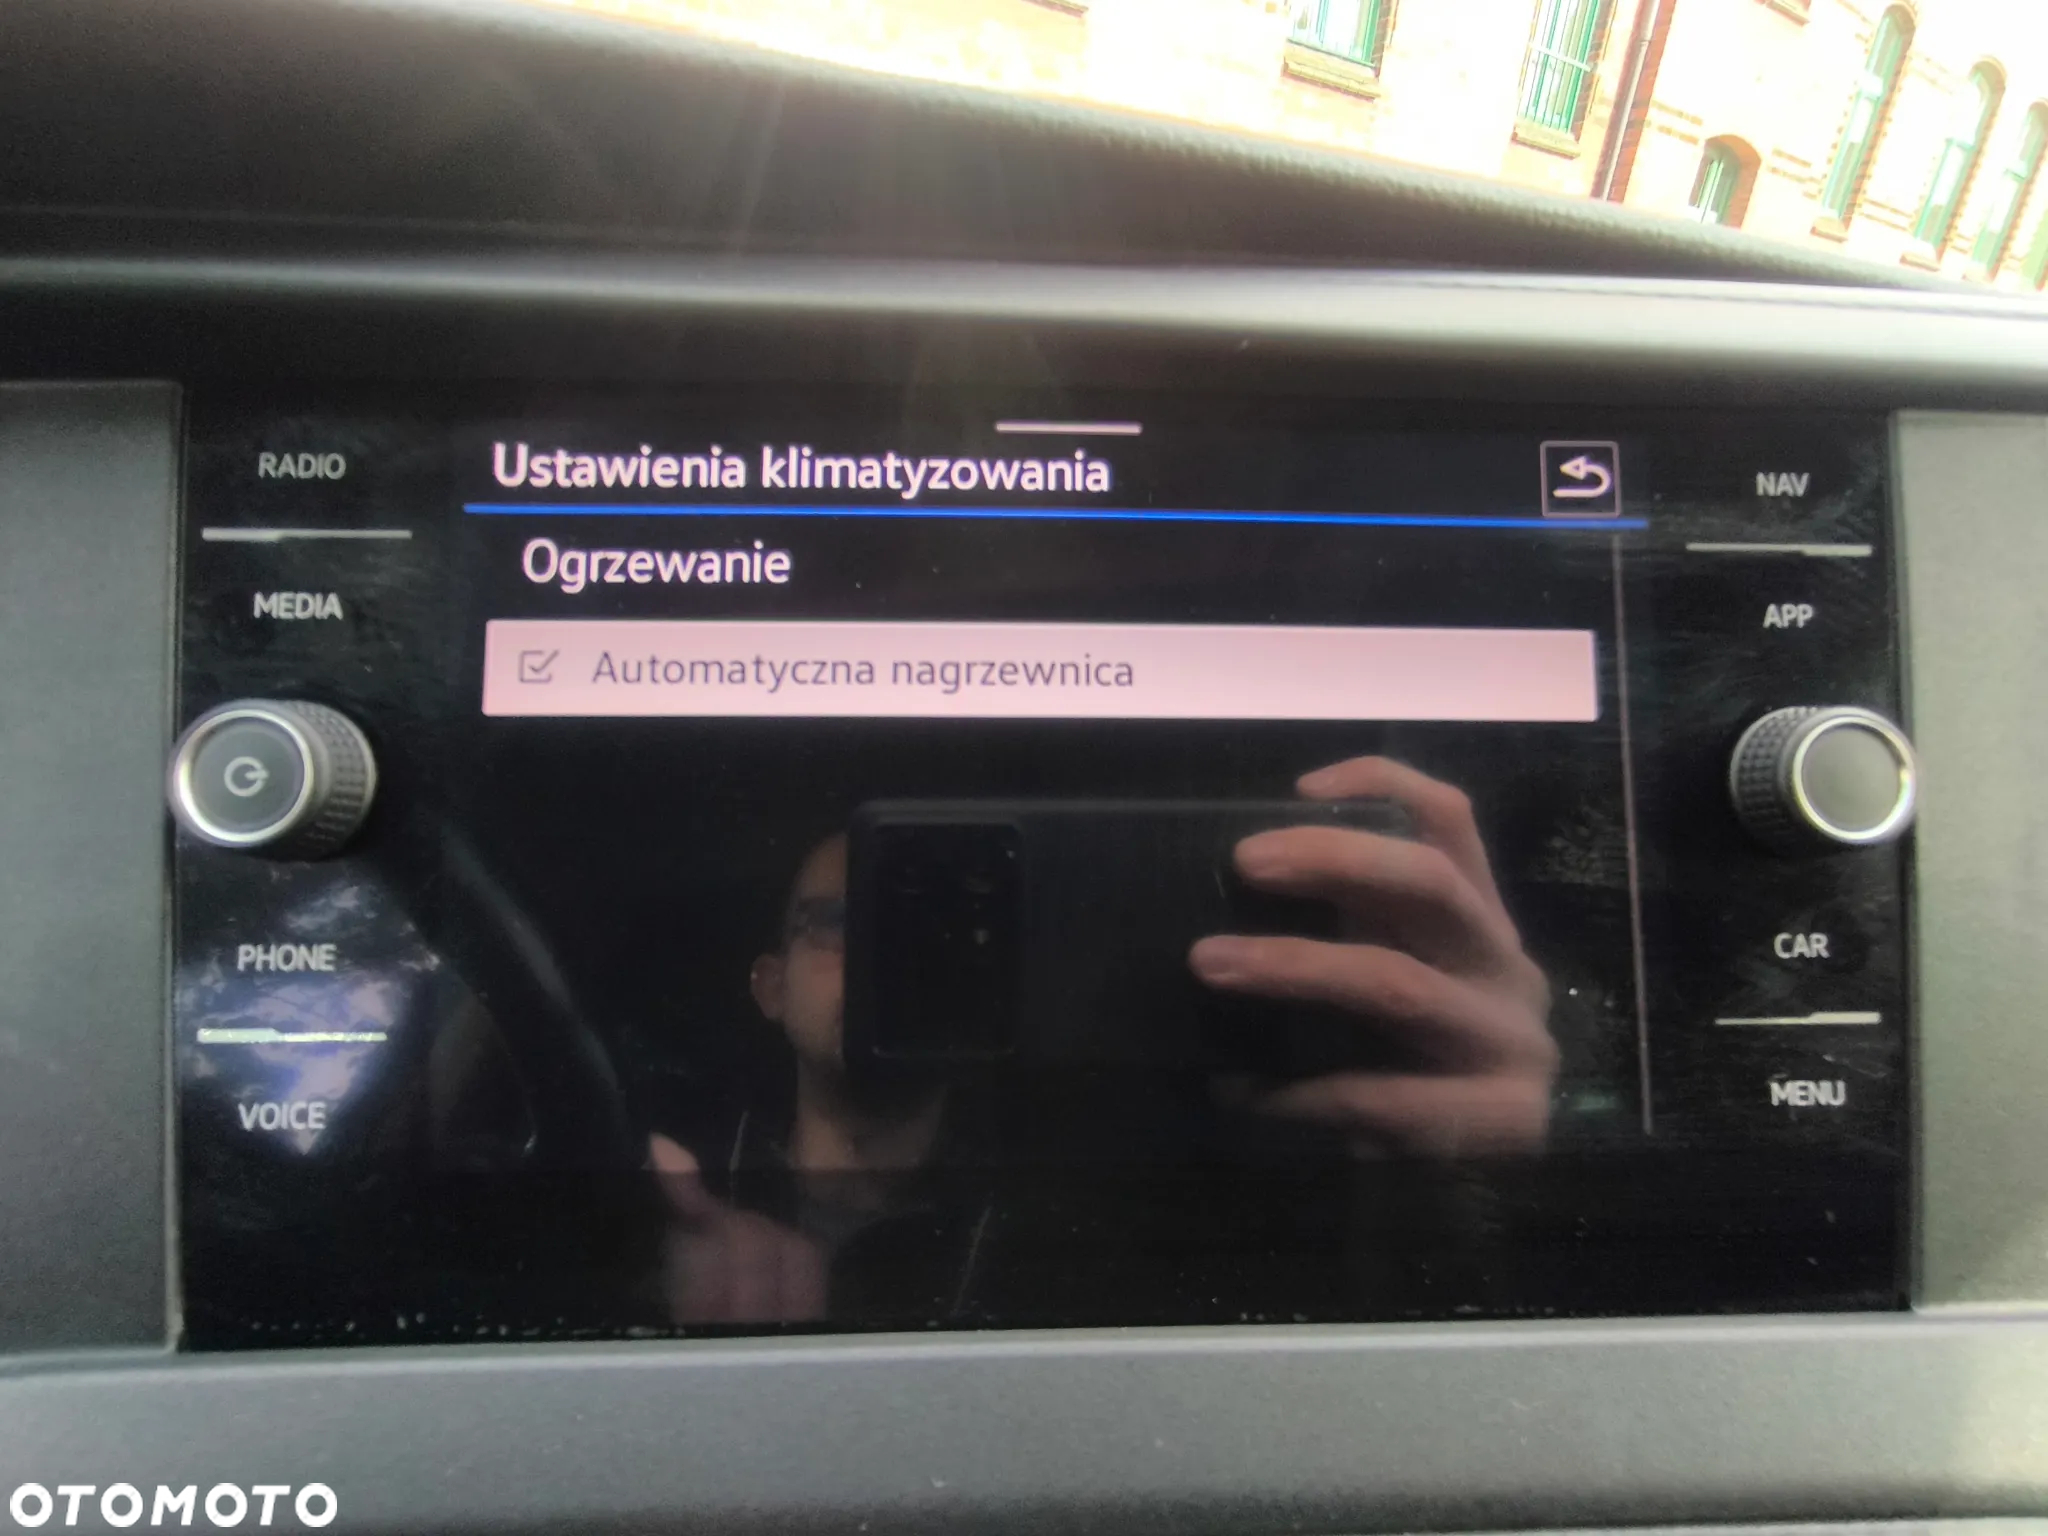 Ustawienia klimatyzowania
Ogrzewanie
Automatyczna nagrzewnica
RADIO
MEDIA
PHONE
VOICE
NAV
APP
CAR
MENU
OTOMOTO